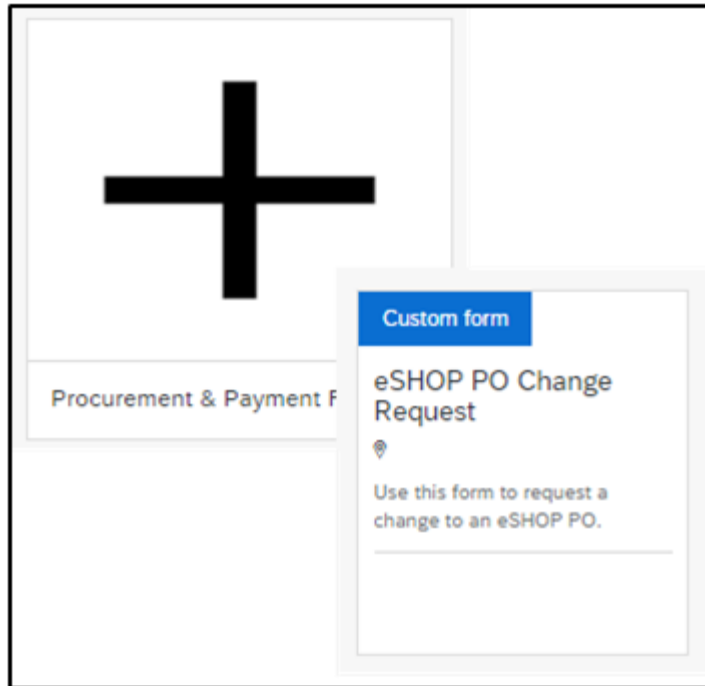 Procurement & Payment F
Custom form
eSHOP PO Change
Request
Use this form to request a
change to an eSHOP PO.